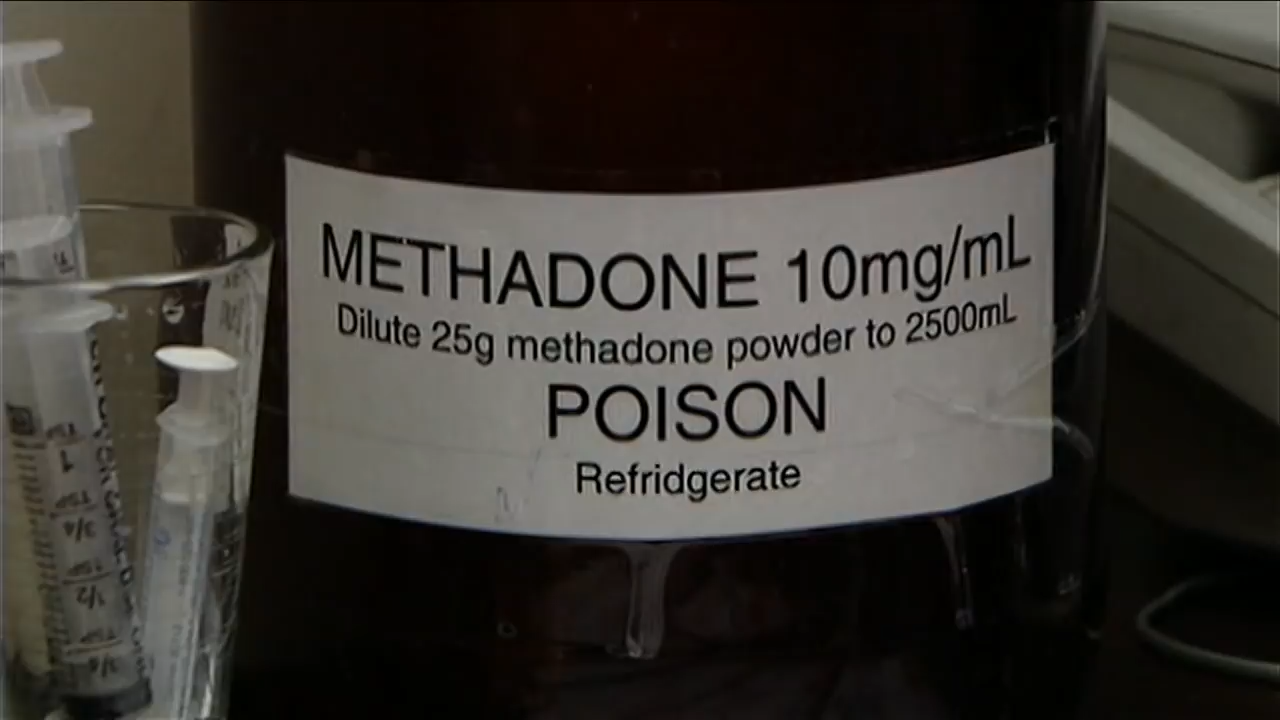 METHADONE 10mg/mL
Dilute 25g methadone powder to 2500mL
POISON
Refridgerate